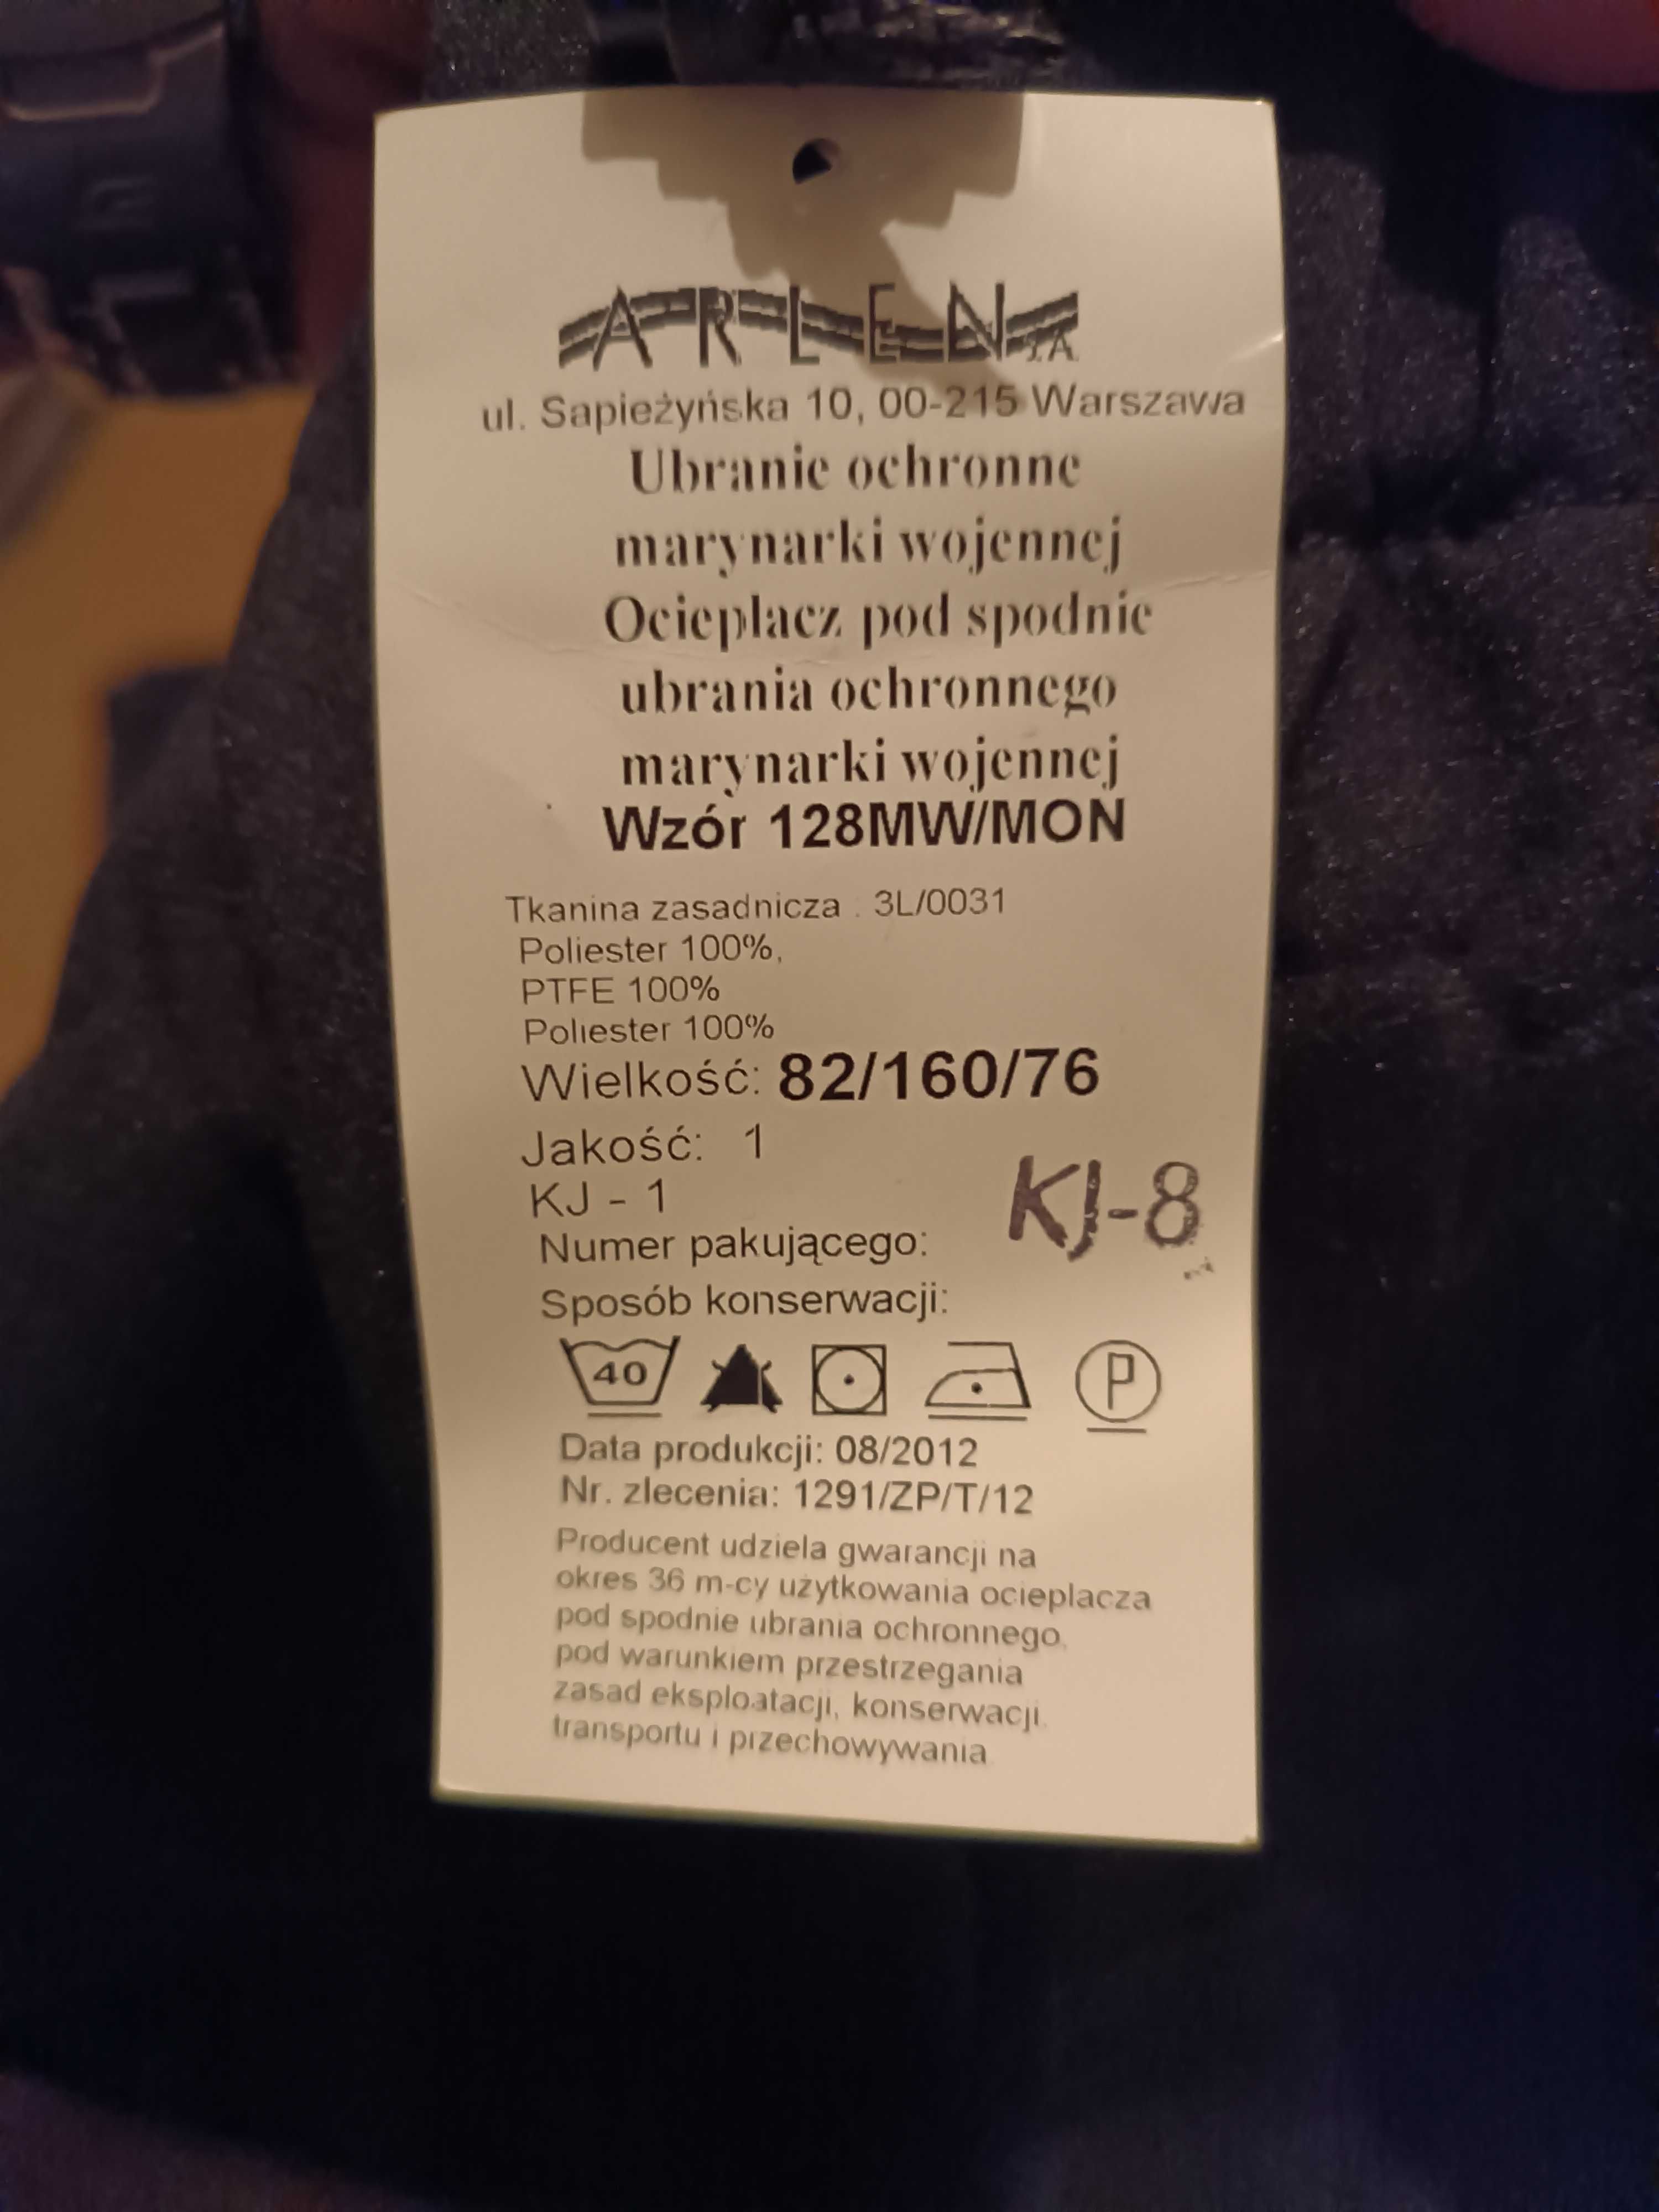 ARLEN S.A.
ul. Sapieżyńska 10, 00-215 Warszawa
Ubranie ochronne
marynarki wojennej
Ocieplacz pod spodnie
ubrania ochronnego
marynarki wojennej
Wzór 128MW/MON
Tkanina zasadnicza : 3L/0031
Poliester 100%,
PTFE 100%
Poliester 100%
Wielkość: 82/160/76
Jakość: 1
KJ - 1
KJ-8
Numer pakującego:
Sposób konserwacji:
40 P
Data produkcji: 08/2012
Nr. zlecenia: 1291/ZP/T/12
Producent udziela gwarancji na
okres 36 m-cy użytkowania ocieplacza
pod spodnie ubrania ochronnego,
pod warunkiem przestrzegania
zasad eksploatacji, konserwacji,
transportu i przechowywania.